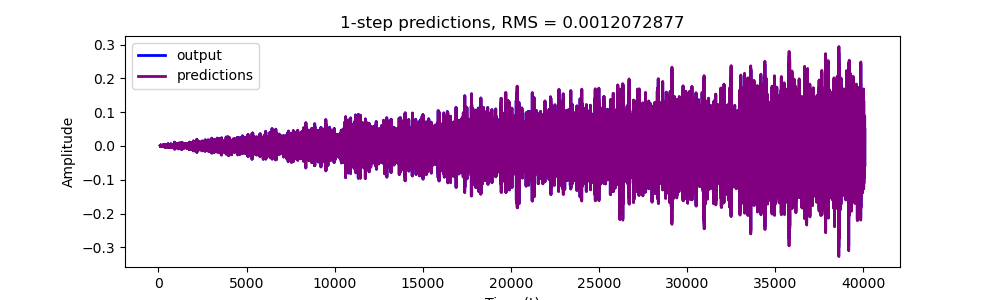 1-step predictions, RMS = 0.0012072877
output
predictions
Amplitude
0.3
0.2
0.1
0.0
−0.1
−0.2
−0.3
0 5000 10000 15000 20000 25000 30000 35000 40000
Time (t)